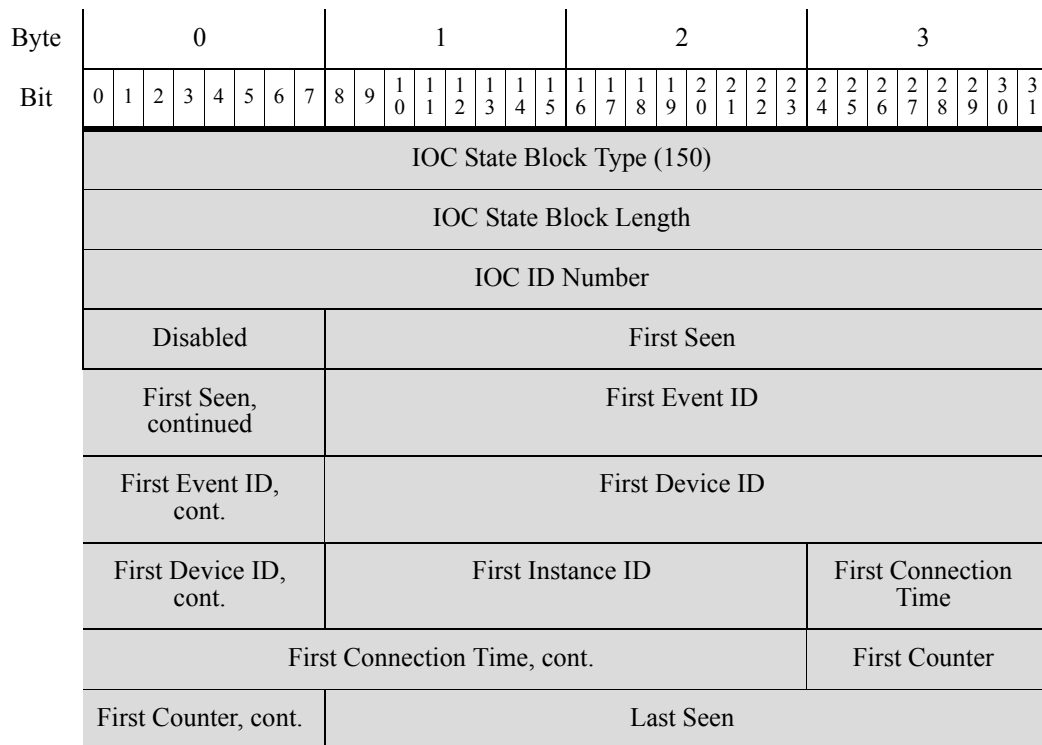 Byte 0 1 2 3
Bit 0 1 2 3 4 5 6 7 8 9 10 11 12 13 14 15 16 17 18 19 20 21 22 23 24 25 26 27 28 29 30 31
IOC State Block Type (150)
IOC State Block Length
IOC ID Number
Disabled First Seen
First Seen,
continued
First Event ID
First Event ID,
cont.
First Device ID
First Device ID,
cont.
First Instance ID
First Connection
Time
First Connection Time, cont. First Counter
First Counter, cont. Last Seen